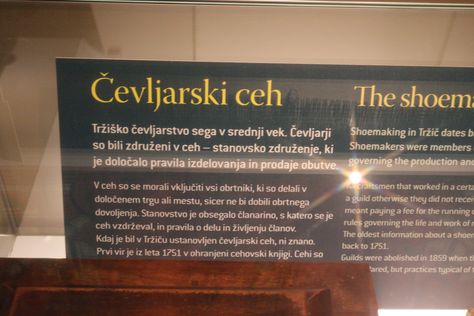 Čevljarski ceh
Tržiško čevljarstvo sega v srednji vek. Čevljarji
so bili združeni v ceh – stanovsko združenje, ki
je določalo pravila izdelovanja in prodaje obutve.
V ceh so se morali vključiti vsi obrtniki, ki so delali v
določenem trgu ali mestu, sicer ne bi dobili obrtnega
dovoljenja. Stanovstvo je obsegalo članarino, s katero se je
ceh vzdrževal, in pravila o delu in življenju članov.
Kdaj je bil v Tržiču ustanovljen čevljarski ceh, ni znano.
Prvi vir je iz leta 1751 v ohranjeni cehovski knjigi. Cehi so
The shoema
Shoemaking in Tržič dates b
Shoemakers were members
governing the production an
craftsmen that worked in a certa
a guild otherwise they did not recei
meant paying a fee for the running
rules governing the life and work of m
The oldest information about a shoem
back to 1751.
Guilds were abolished in 1859 when th
lared, but practices typical of